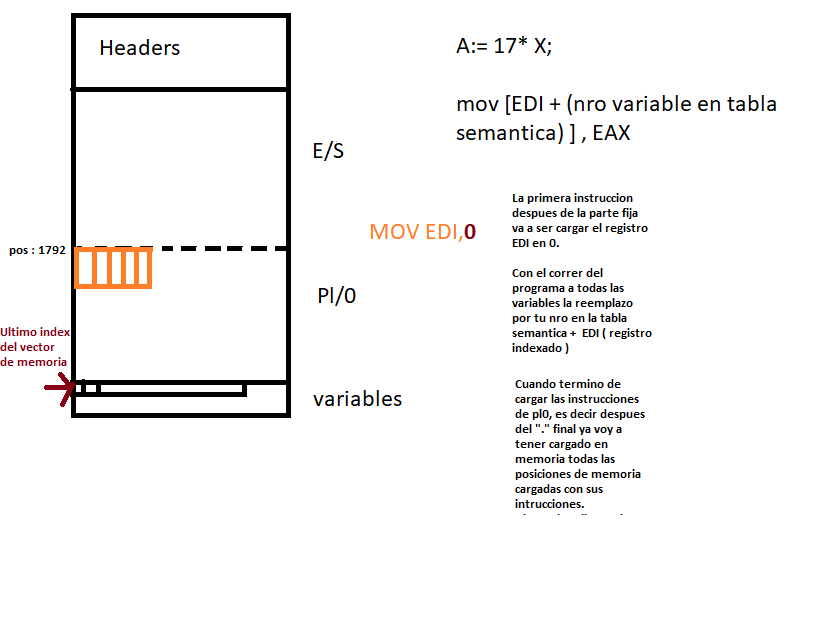 Headers
A:= 17* X;
mov [EDI + (nro variable en tabla
semantica) ] , EAX
E/S
La primera instruccion
despues de la parte fija
va a ser cargar el registro
EDI en 0.
MOV EDI,0
pos : 1792
Con el correr del
programa a todas las
variables la reemplazo
por tu nro en la tabla
semantica + EDI ( registro
indexado )
Pl/0
Ultimo index
del vector
de memoria
variables
Cuando termino de
cargar las instrucciones
de pl0, es decir despues
del "." final ya voy a
tener cargado en
memoria todas las
posiciones de memoria
cargadas con sus
intrucciones.